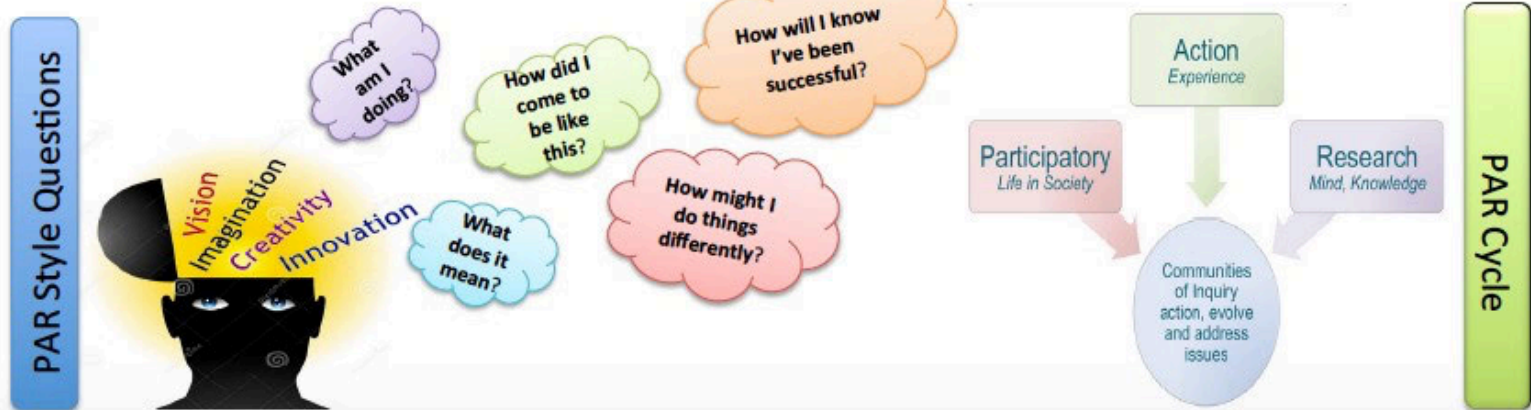 PAR Style Questions
Vision
Imagination
Creativity
Innovation
What
am I
doing?
How did I
come to
be like
this?
How will I know
I've been
successful?
What
does it
mean?
How might I
do things
differently?
Action
Experience
Participatory
Life in Society
Research
Mind, Knowledge
Communities
of Inquiry
action, evolve
and address
issues
PAR Cycle